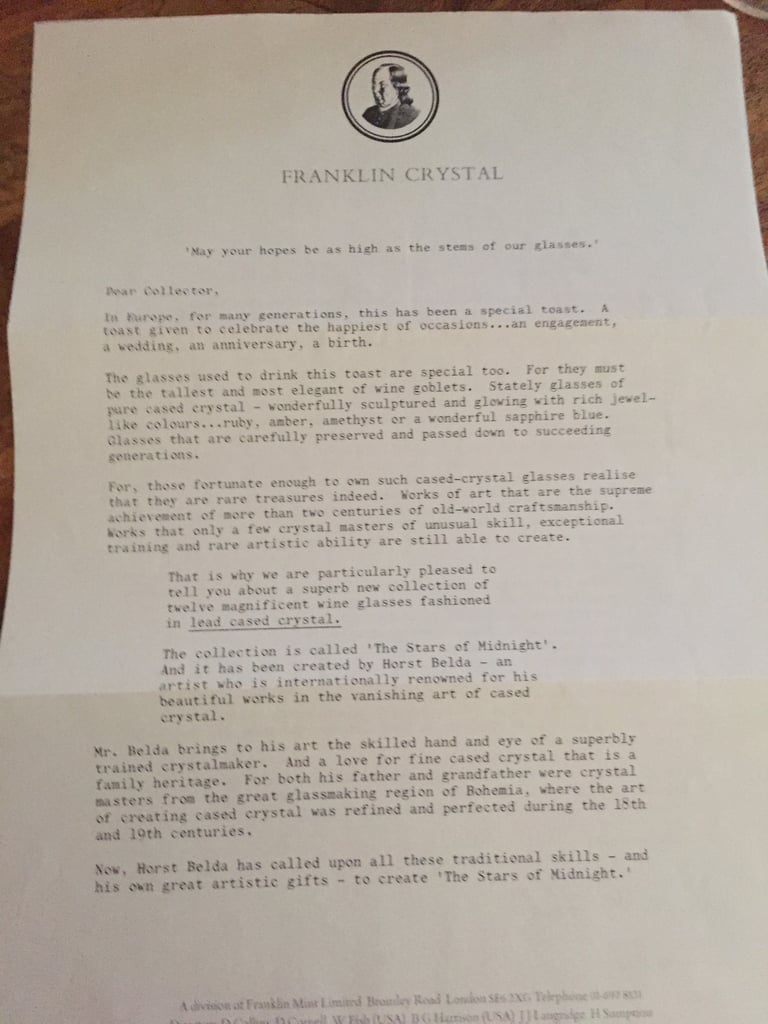 FRANKLIN CRYSTAL
'May your hopes be as high as the stems of our glasses.'
Dear Collector,
In Europe, for many generations, this has been a special toast. A
toast given to celebrate the happiest of occasions...an engagement,
a wedding, an anniversary, a birth.
The glasses used to drink this toast are special too. For they must
be the tallest and most elegant of wine goblets. Stately glasses of
pure cased crystal - wonderfully sculptured and glowing with rich jewel-
like colours...ruby, amber, amethyst or a wonderful sapphire blue.
Glasses that are carefully preserved and passed down to succeeding
generations.
For, those fortunate enough to own such cased-crystal glasses realise
that they are rare treasures indeed. Works of art that are the supreme
achievement of more than two centuries of old-world craftsmanship.
Works that only a few crystal masters of unusual skill, exceptional
training and rare artistic ability are still able to create.
That is why we are particularly pleased to
tell you about a superb new collection of
twelve magnificent wine glasses fashioned
in lead cased crystal.
The collection is called 'The Stars of Midnight'.
And it has been created by Horst Belda - an
artist who is internationally renowned for his
beautiful works in the vanishing art of cased
crystal.
Mr. Belda brings to his art the skilled hand and eye of a superbly
trained crystalmaker. And a love for fine cased crystal that is a
family heritage. For both his father and grandfather were crystal
masters from the great glassmaking region of Bohemia, where the art
of creating cased crystal was refined and perfected during the 18th
and 19th centuries.
Now, Horst Belda has called upon all these traditional skills - and
his own great artistic gifts - to create 'The Stars of Midnight.'
A division of Franklin Mint Limited Bromley Road London SE6 2XG Telephone 01-697
D Collins D Cornell W Fish (USA) B G Harrison (USA) J J Langridge H Sumption